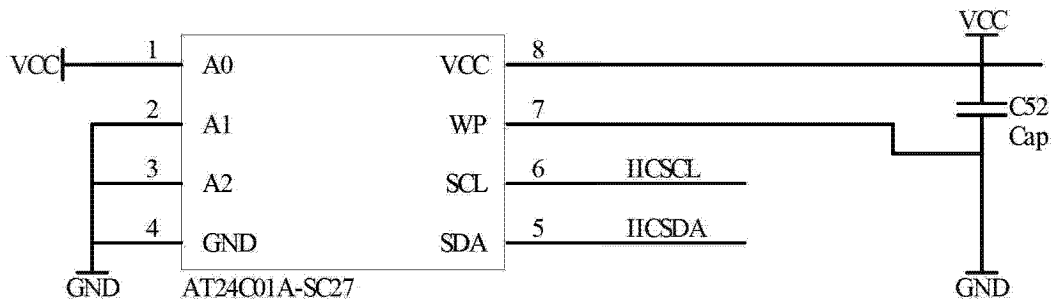 VCC
VCC 1 A0 VCC 8
2 A1 WP 7 C52
Cap
3 A2 SCL 6 IICSCL
4 GND SDA 5 IICSDA
GND AT24C01A-SC27 GND